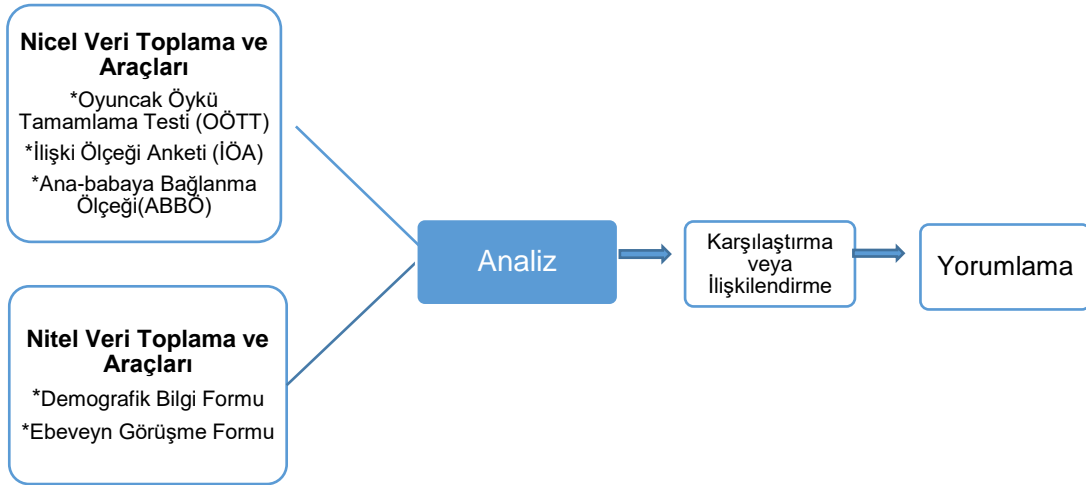 Nicel Veri Toplama ve
Araçları
*Oyuncak Öykü
Tamamlama Testi (OÖTT)
*İlişki Ölçeği Anketi (İÖA)
*Ana-babaya Bağlanma
Ölçeği(ABBÖ)
Nitel Veri Toplama ve
Araçları
*Demografik Bilgi Formu
*Ebeveyn Görüşme Formu
Analiz
Karşılaştırma
veya
İlişkilendirme
Yorumlama